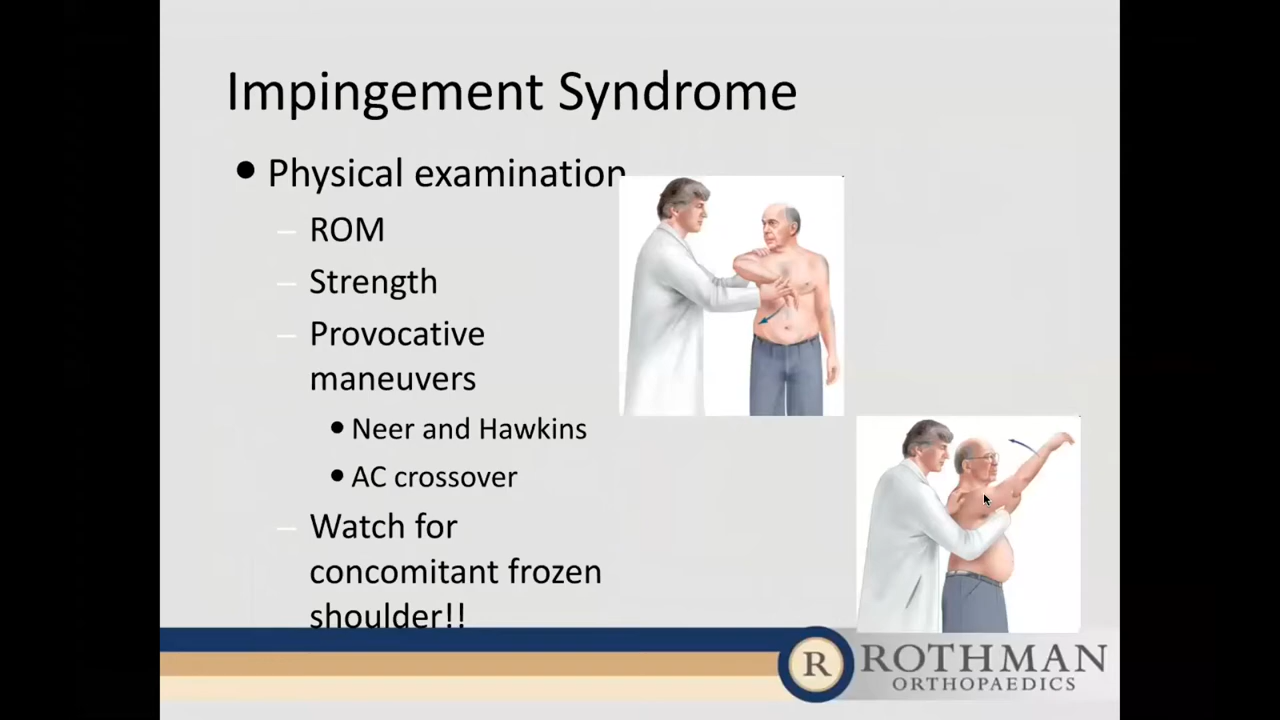 Impingement Syndrome
• Physical examination
– ROM
– Strength
– Provocative
maneuvers
• Neer and Hawkins
• AC crossover
– Watch for
concomitant frozen
shoulder!!
R ROTHMAN
ORTHOPAEDICS